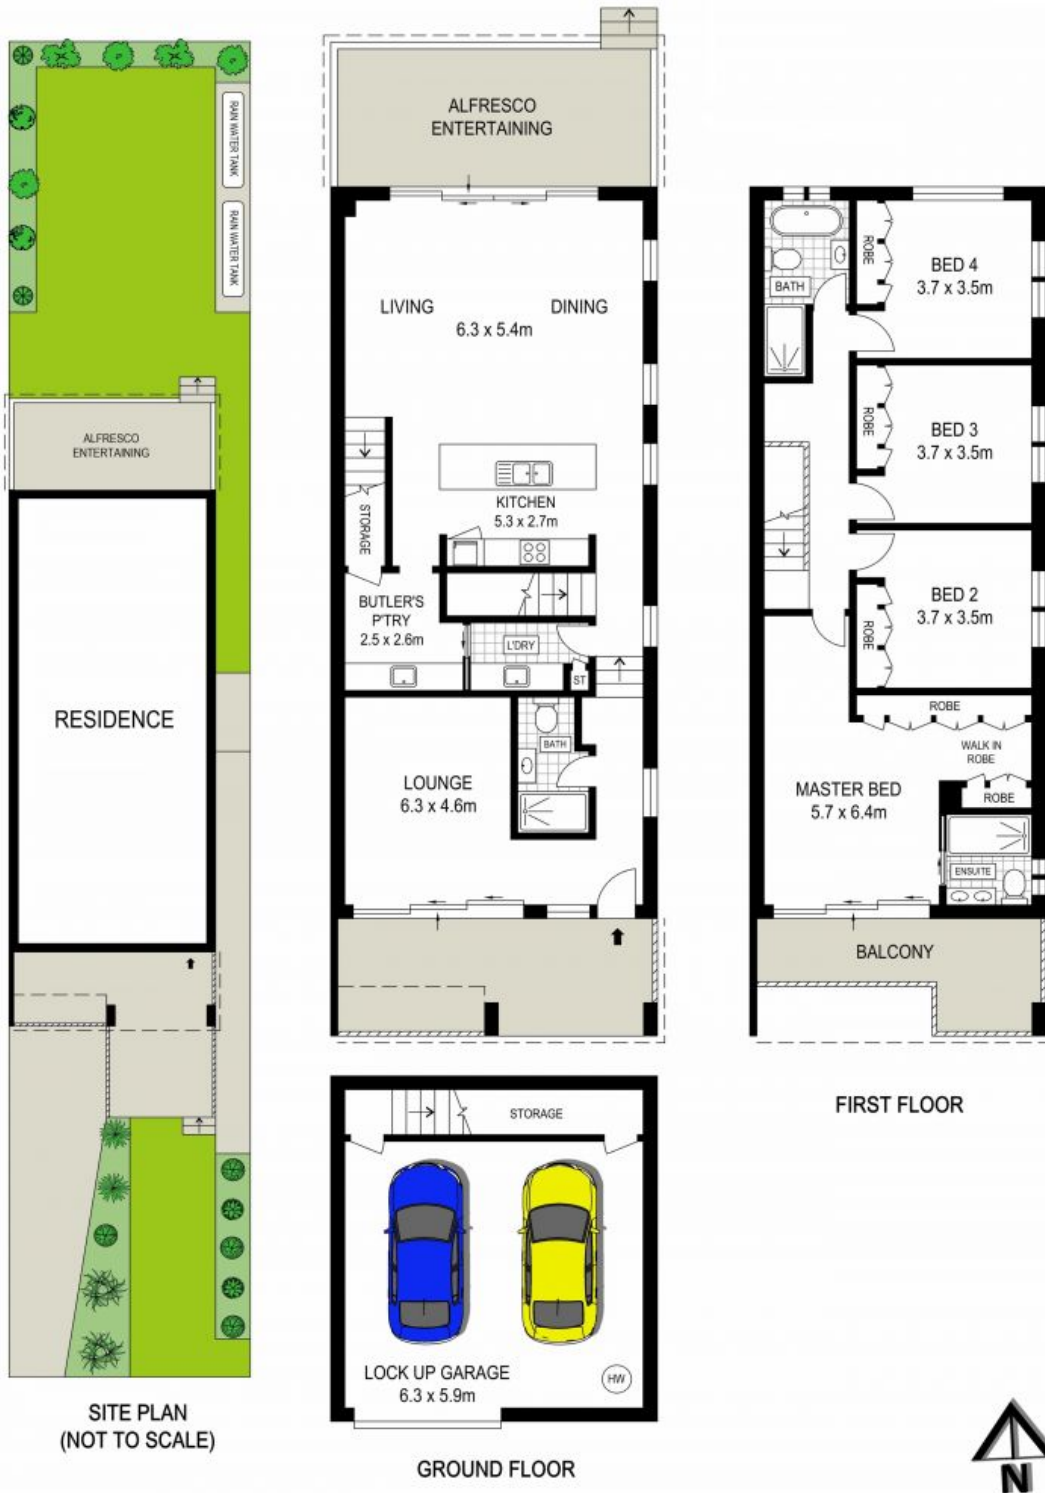 RAIN WATER TANK
RAIN WATER TANK
ALFRESCO
ENTERTAINING
RESIDENCE
SITE PLAN
(NOT TO SCALE)
ALFRESCO
ENTERTAINING
LIVING
DINING
6.3 x 5.4m
KITCHEN
5.3 x 2.7m
STORAGE
BUTLER'S
P'TRY
2.5 x 2.6m
L'DRY
ST
BATH
LOUNGE
6.3 x 4.6m
STORAGE
LOCK UP GARAGE
6.3 x 5.9m
HW
GROUND FLOOR
BATH
ROBE
BED 4
3.7 x 3.5m
ROBE
BED 3
3.7 x 3.5m
BED 2
3.7 x 3.5m
ROBE
ROBE
WALK IN
ROBE
ROBE
MASTER BED
5.7 x 6.4m
ENSUITE
BALCONY
FIRST FLOOR
N